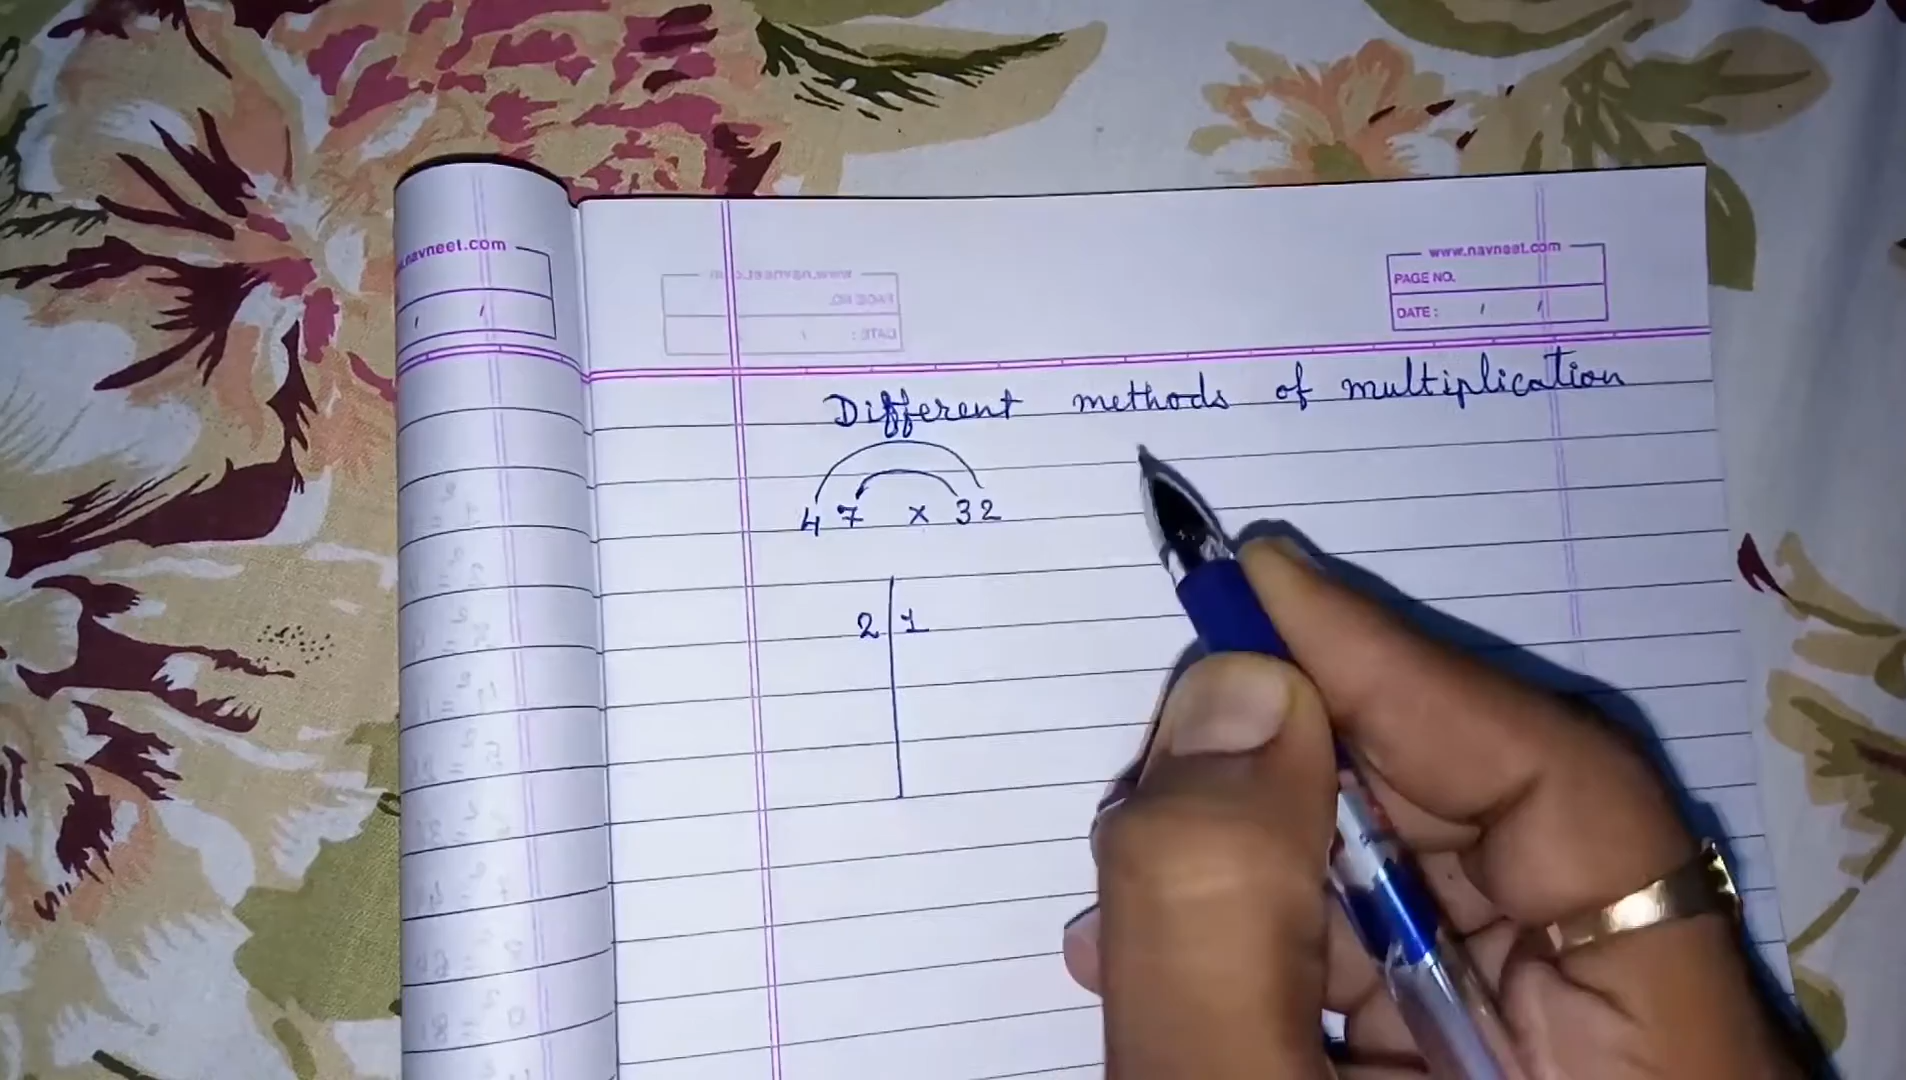 www.navneet.com
PAGE NO.
DATE: / /
Different methods of multiplication
47 x 32
2 | 1